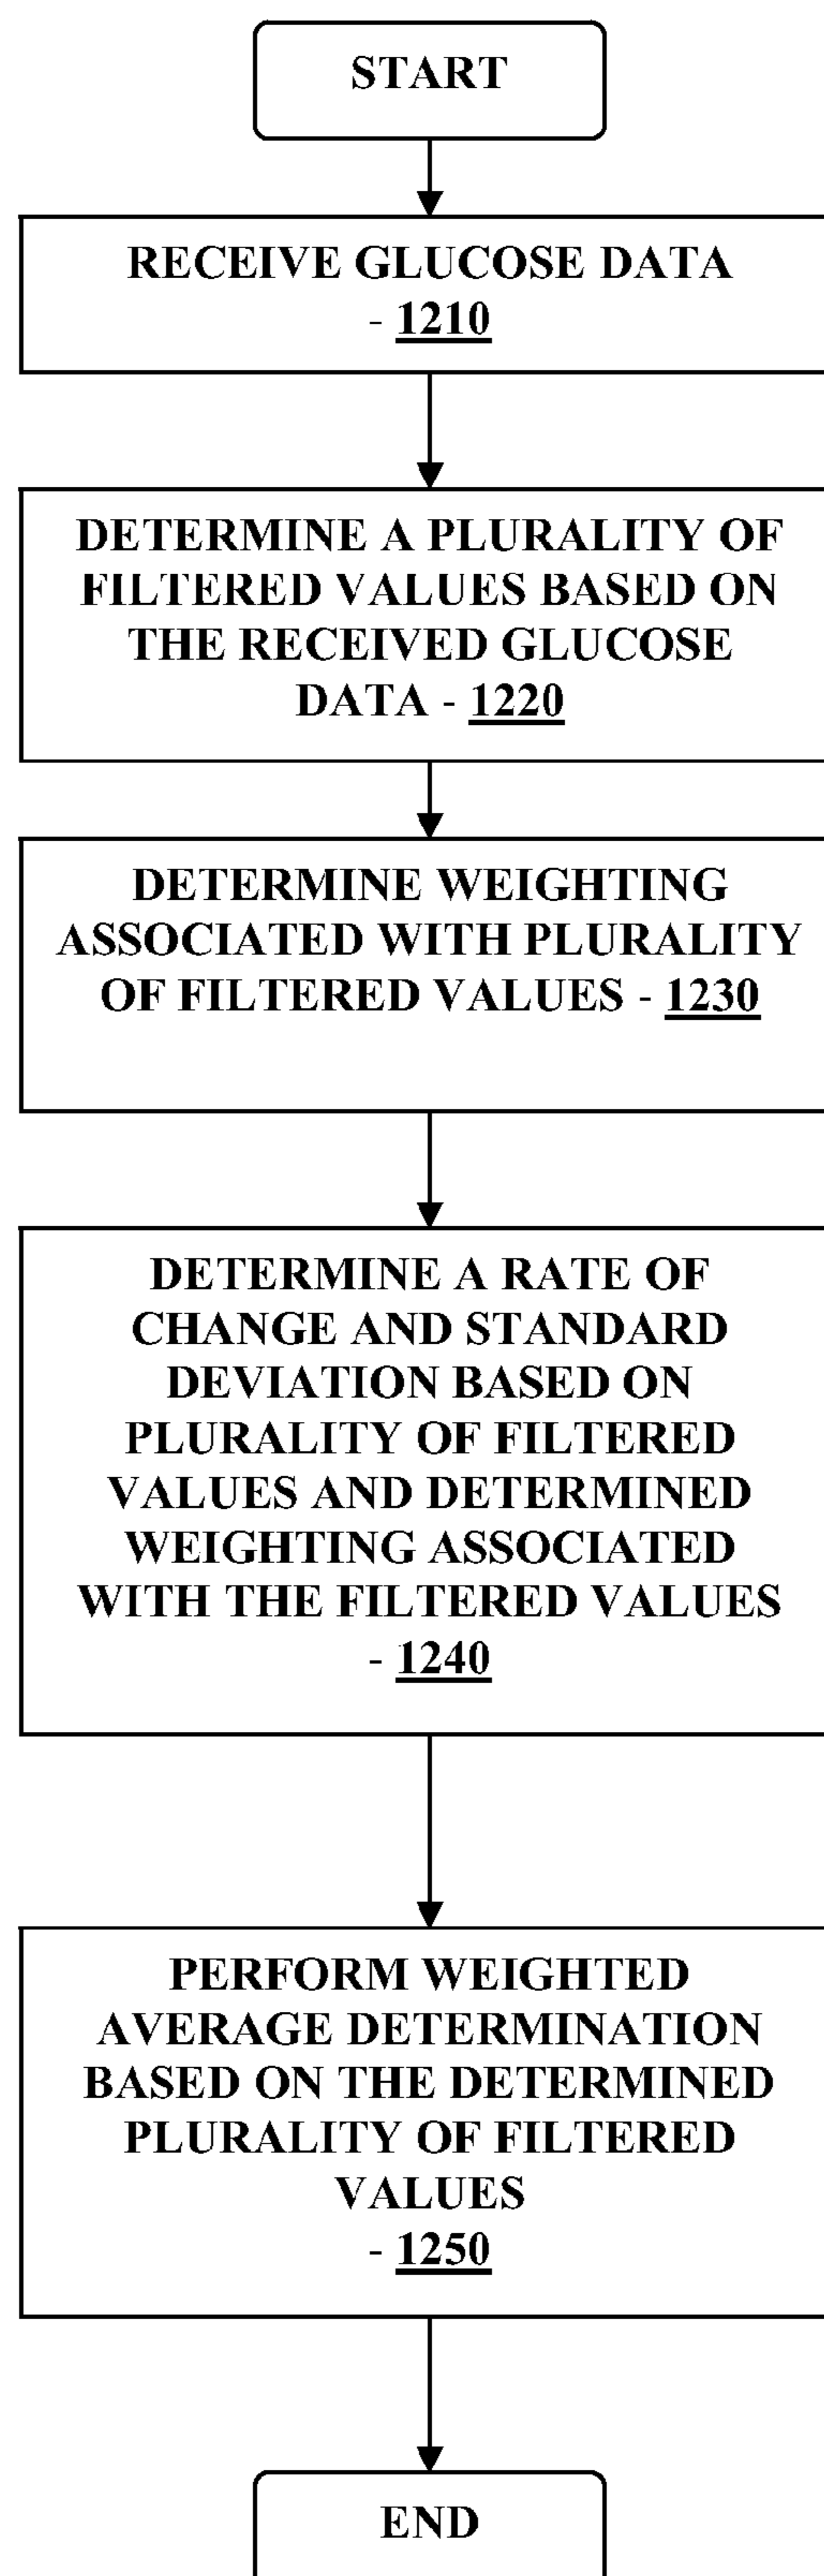 START
RECEIVE GLUCOSE DATA
- 1210
DETERMINE A PLURALITY OF
FILTERED VALUES BASED ON
THE RECEIVED GLUCOSE
DATA - 1220
DETERMINE WEIGHTING
ASSOCIATED WITH PLURALITY
OF FILTERED VALUES - 1230
DETERMINE A RATE OF
CHANGE AND STANDARD
DEVIATION BASED ON
PLURALITY OF FILTERED
VALUES AND DETERMINED
WEIGHTING ASSOCIATED
WITH THE FILTERED VALUES
- 1240
PERFORM WEIGHTED
AVERAGE DETERMINATION
BASED ON THE DETERMINED
PLURALITY OF FILTERED
VALUES
- 1250
END